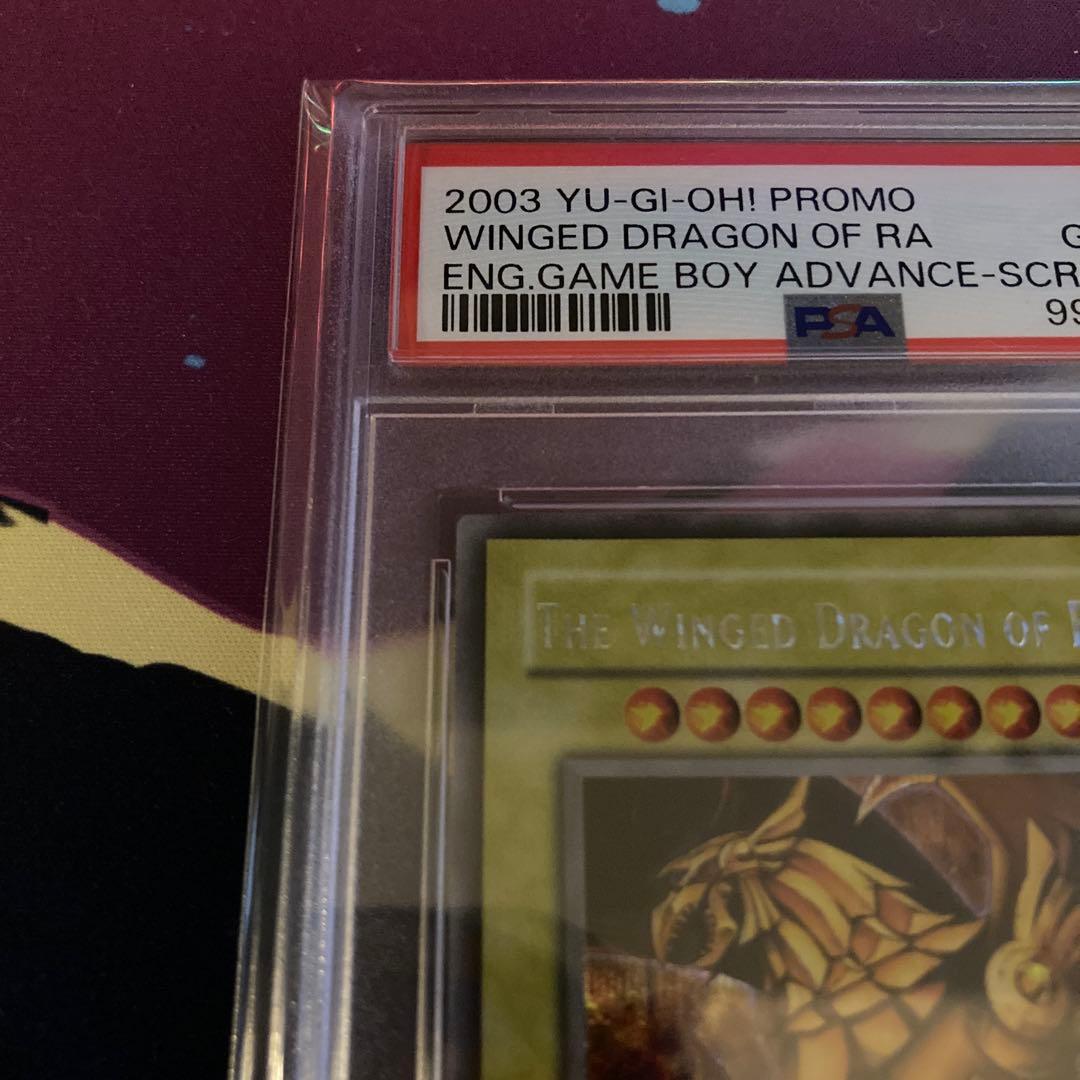 2003 YU-GI-OH! PROMO
WINGED DRAGON OF RA G
ENG.GAME BOY ADVANCE-SCR
PSA 99
THE WINGED DRAGON OF R